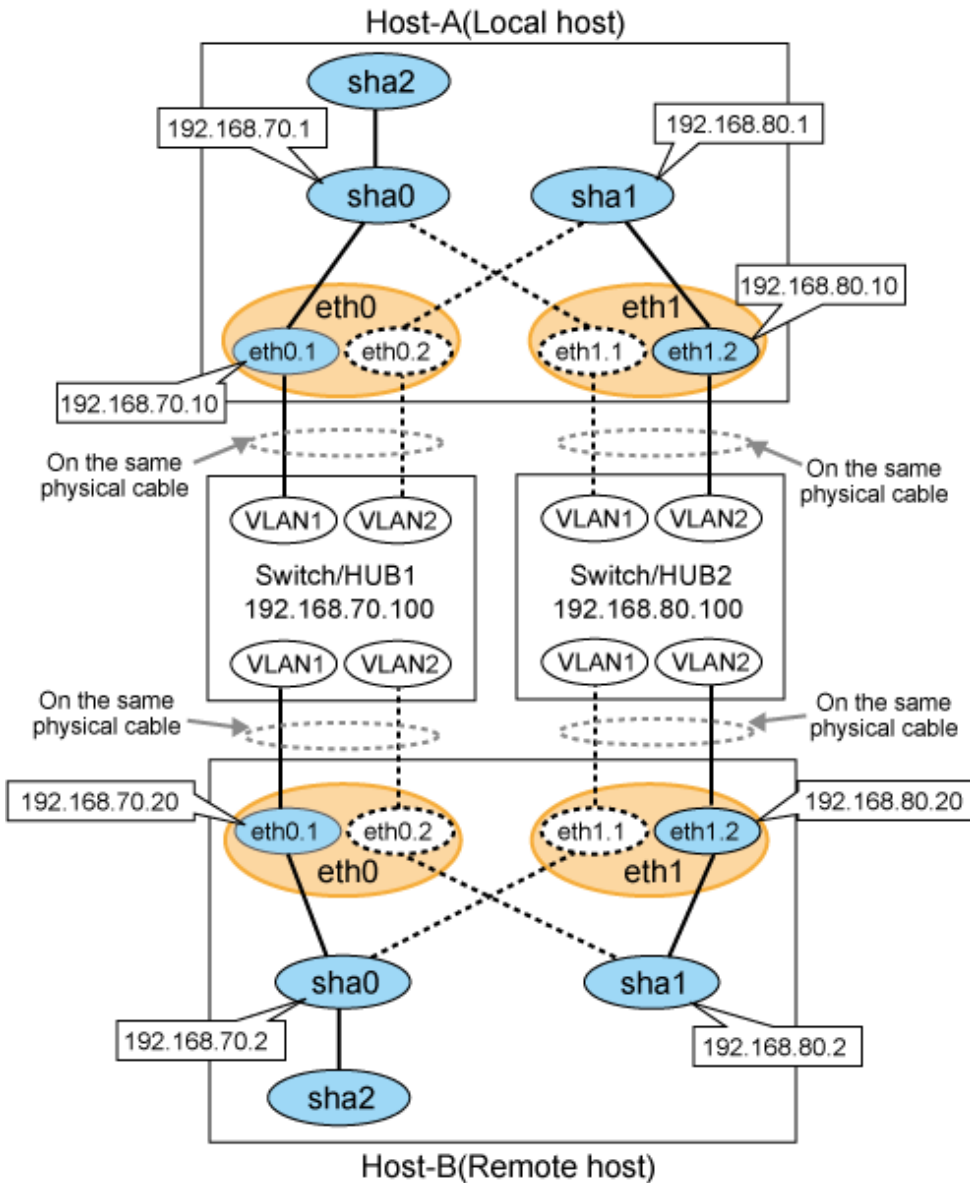 Host-A(Local host)
sha2
192.168.70.1
192.168.80.1
sha0
sha1
192.168.80.10
eth0
eth1
eth0.1
eth0.2
eth1.1
eth1.2
192.168.70.10
On the same
physical cable
On the same
physical cable
VLAN1
VLAN2
VLAN1
VLAN2
Switch/HUB1
192.168.70.100
Switch/HUB2
192.168.80.100
VLAN1
VLAN2
VLAN1
VLAN2
On the same
physical cable
On the same
physical cable
192.168.70.20
192.168.80.20
eth0.1
eth0.2
eth1.1
eth1.2
eth0
eth1
sha0
sha1
192.168.70.2
192.168.80.2
sha2
Host-B(Remote host)